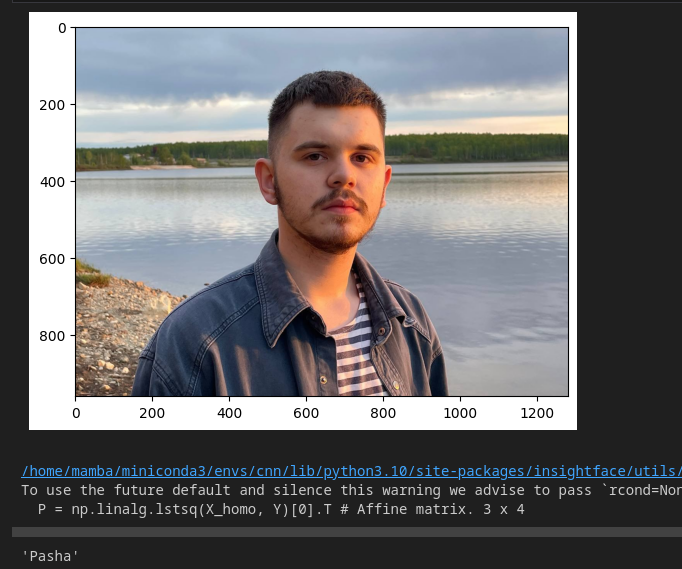 0
200
400
600
800
0 200 400 600 800 1000 1200
/home/mamba/miniconda3/envs/cnn/lib/python3.10/site-packages/insightface/utils/
To use the future default and silence this warning we advise to pass `rcond=Non
  P = np.linalg.lstsq(X_homo, Y)[0].T # Affine matrix. 3 x 4
'Pasha'